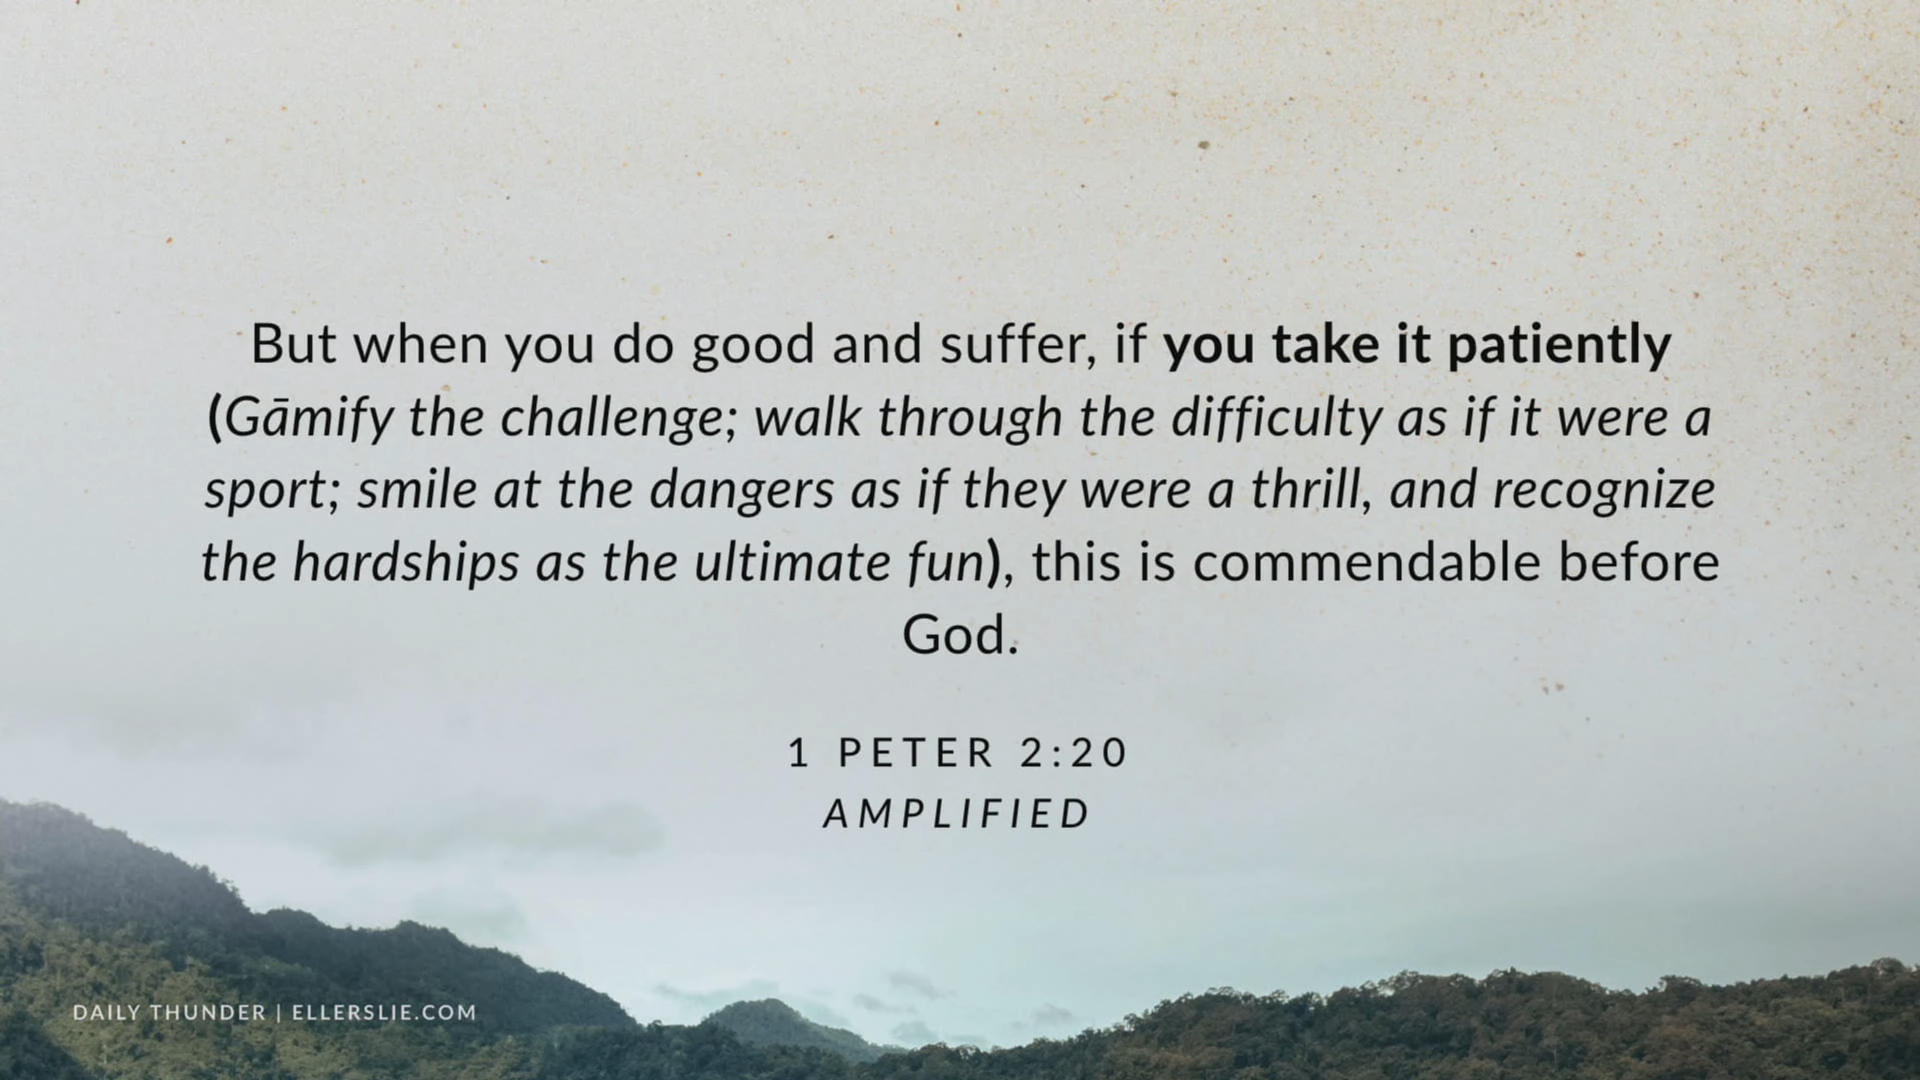 But when you do good and suffer, if you take it patiently
(Gāmify the challenge; walk through the difficulty as if it were a
sport; smile at the dangers as if they were a thrill, and recognize
the hardships as the ultimate fun), this is commendable before
God.
1 PETER 2:20
AMPLIFIED
DAILY THUNDER | ELLERSLIE.COM